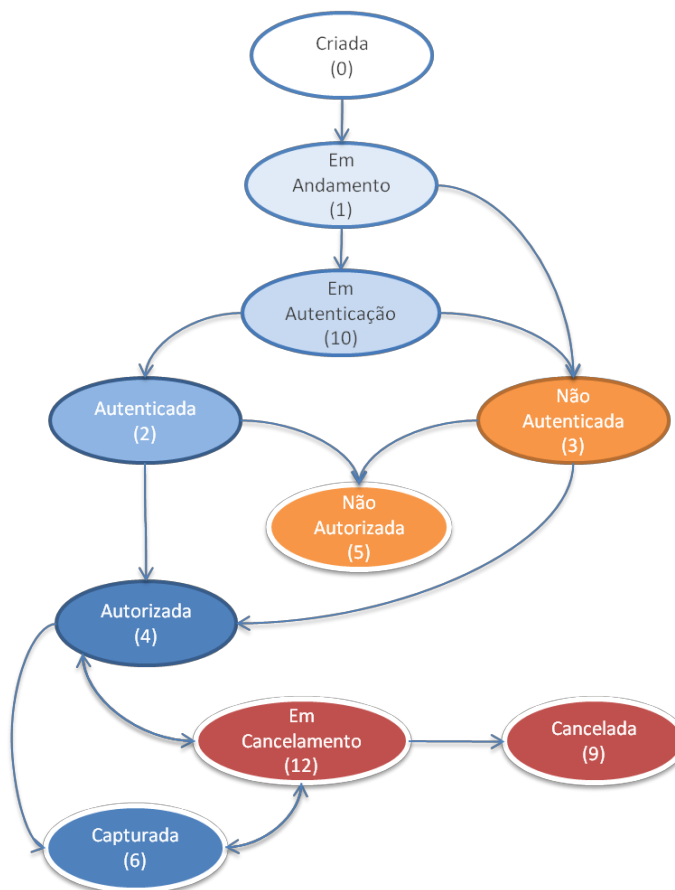 Criada
(0)
Em
Andamento
(1)
Em
Autenticação
(10)
Autenticada
(2)
Não
Autenticada
(3)
Não
Autorizada
(5)
Autorizada
(4)
Em
Cancelamento
(12)
Cancelada
(9)
Capturada
(6)